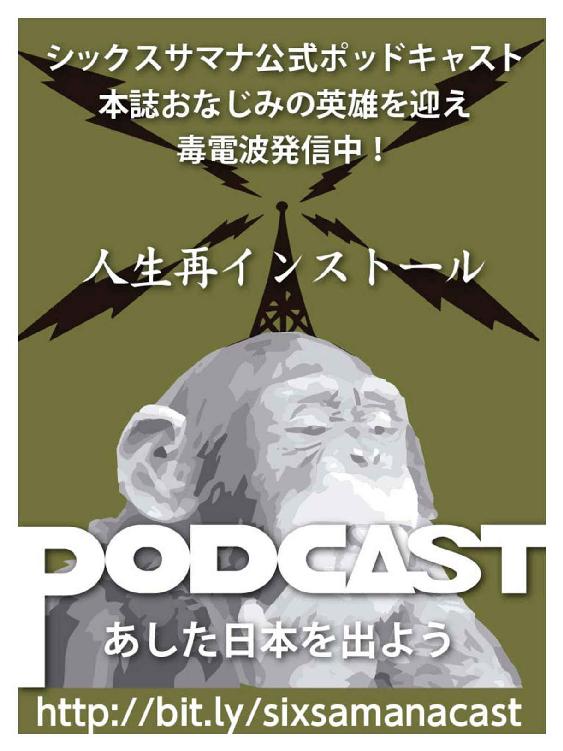 シックスサマナ公式ポッドキャスト
本誌おなじみの英雄を迎え
毒電波発信中！
人生再インストール
PODCAST
あした日本を出よう
http://bit.ly/sixsamanacast